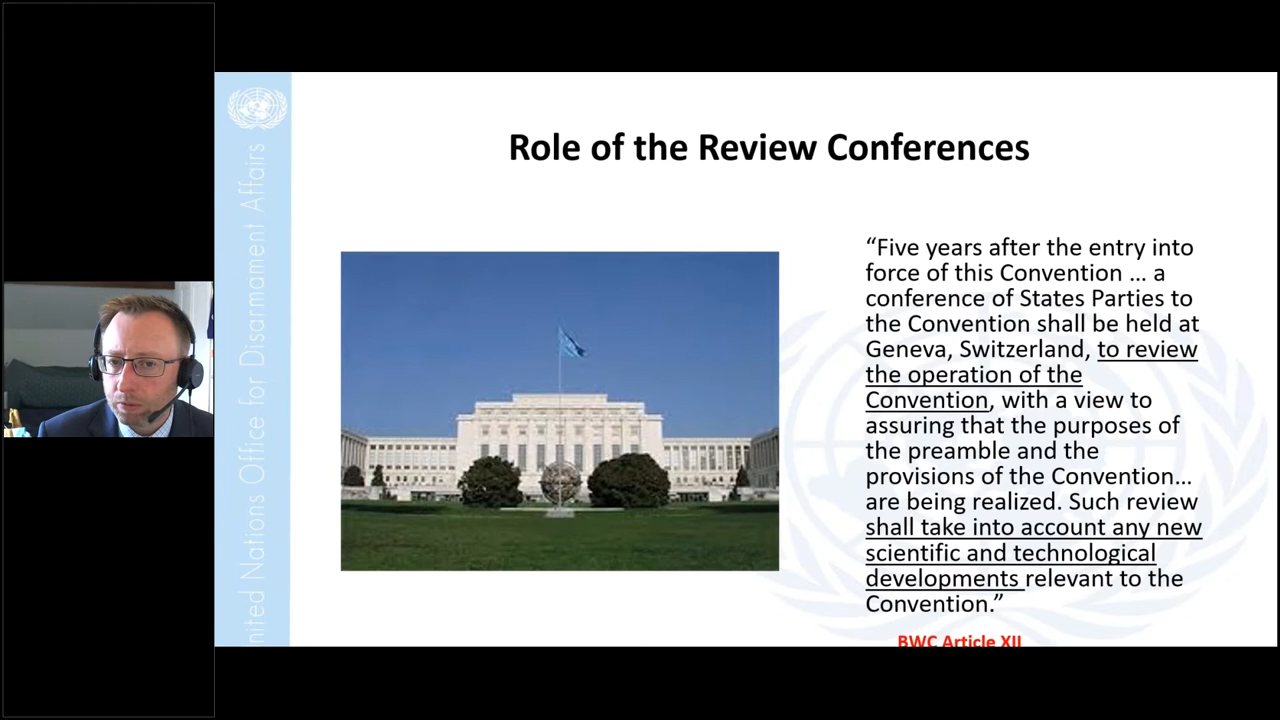 United Nations Office for Disarmament Affairs
Role of the Review Conferences
“Five years after the entry into
force of this Convention … a
conference of States Parties to
the Convention shall be held at
Geneva, Switzerland, to review
the operation of the
Convention, with a view to
assuring that the purposes of
the preamble and the
provisions of the Convention…
are being realized. Such review
shall take into account any new
scientific and technological
developments relevant to the
Convention.”
BWC Article XII